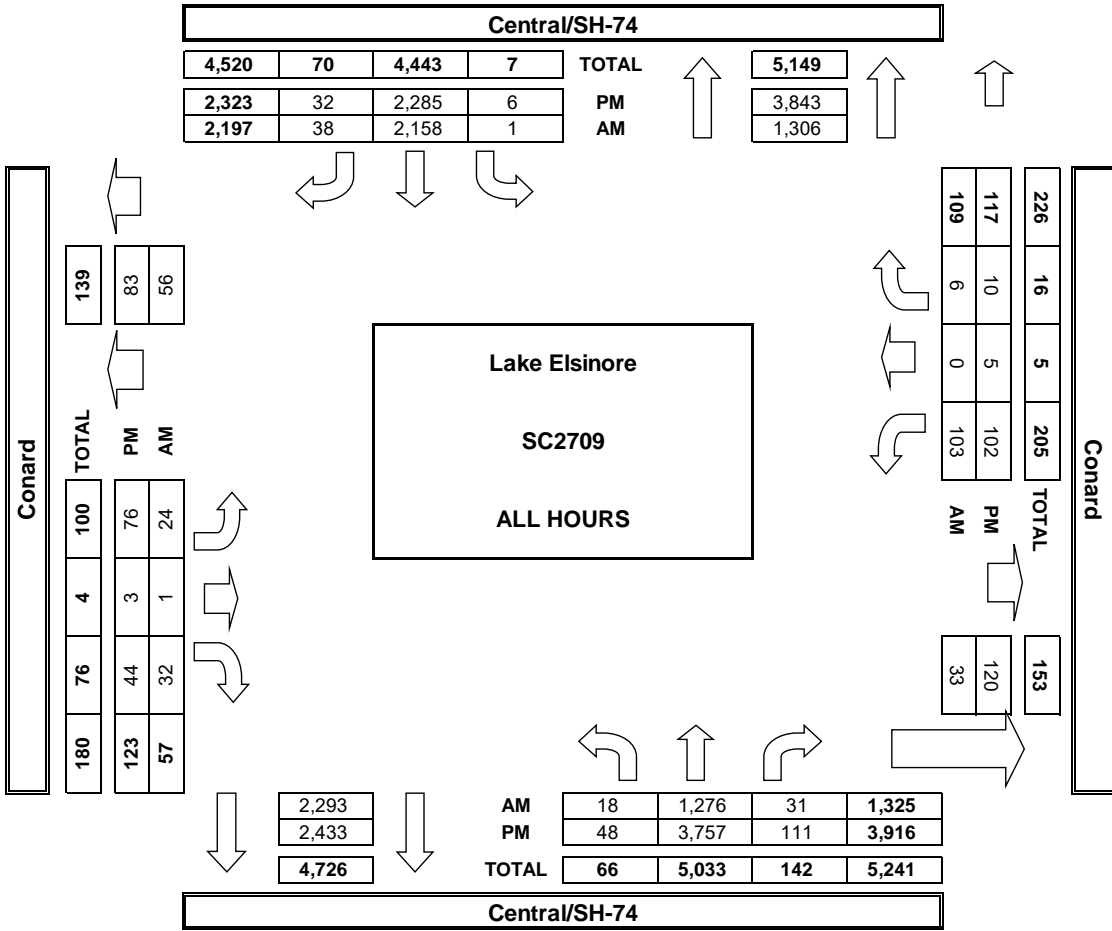 Central/SH-74
4,520 70 4,443 7 TOTAL 5,149
2,323 32 2,285 6 PM 3,843
2,197 38 2,158 1 AM 1,306
Conard
139 83 56
TOTAL PM AM
100 76 24
4 3 1
76 44 32
180 123 57
Lake Elsinore
SC2709
ALL HOURS
109 117 226
6 10 16
0 5 5
103 102 205
AM PM TOTAL
33 120 153
Conard
2,293 AM 18 1,276 31 1,325
2,433 PM 48 3,757 111 3,916
4,726 TOTAL 66 5,033 142 5,241
Central/SH-74